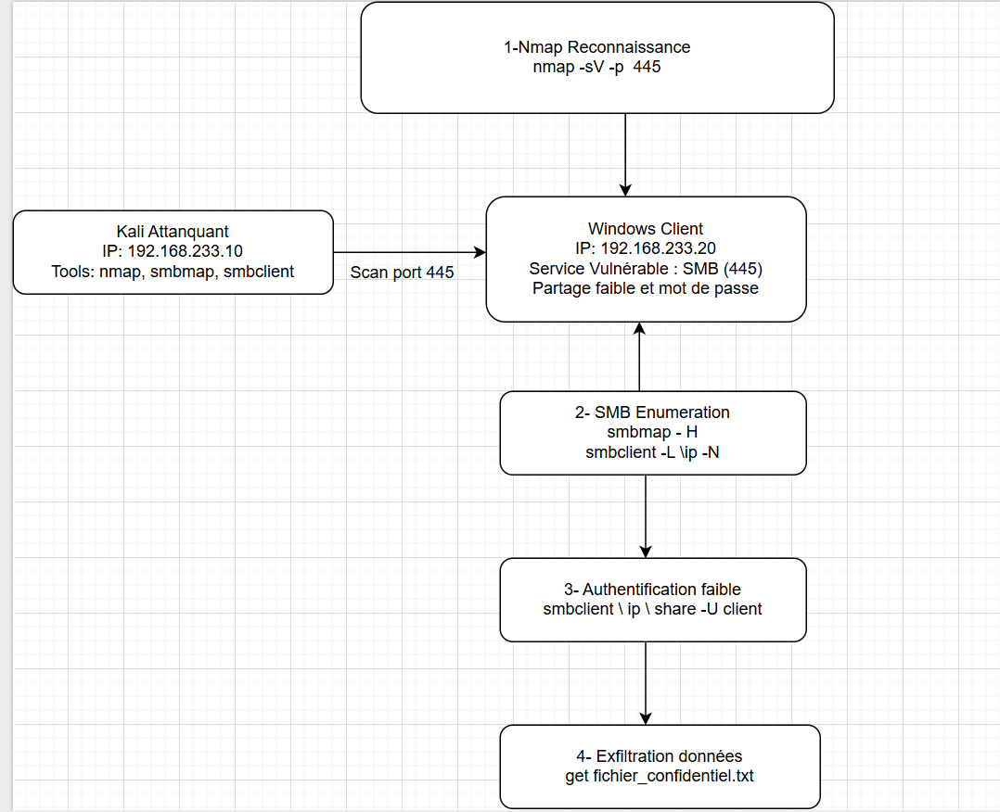 1-Nmap Reconnaissance
nmap -sV -p  445
Kali Attanquant
IP: 192.168.233.10
Tools: nmap, smbmap, smbclient
Scan port 445
Windows Client
IP: 192.168.233.20
Service Vulnérable : SMB (445)
Partage faible et mot de passe
2- SMB Enumeration
smbmap - H
smbclient -L \ip -N
3- Authentification faible
smbclient \ ip \ share -U client
4- Exfiltration données
get fichier_confidentiel.txt